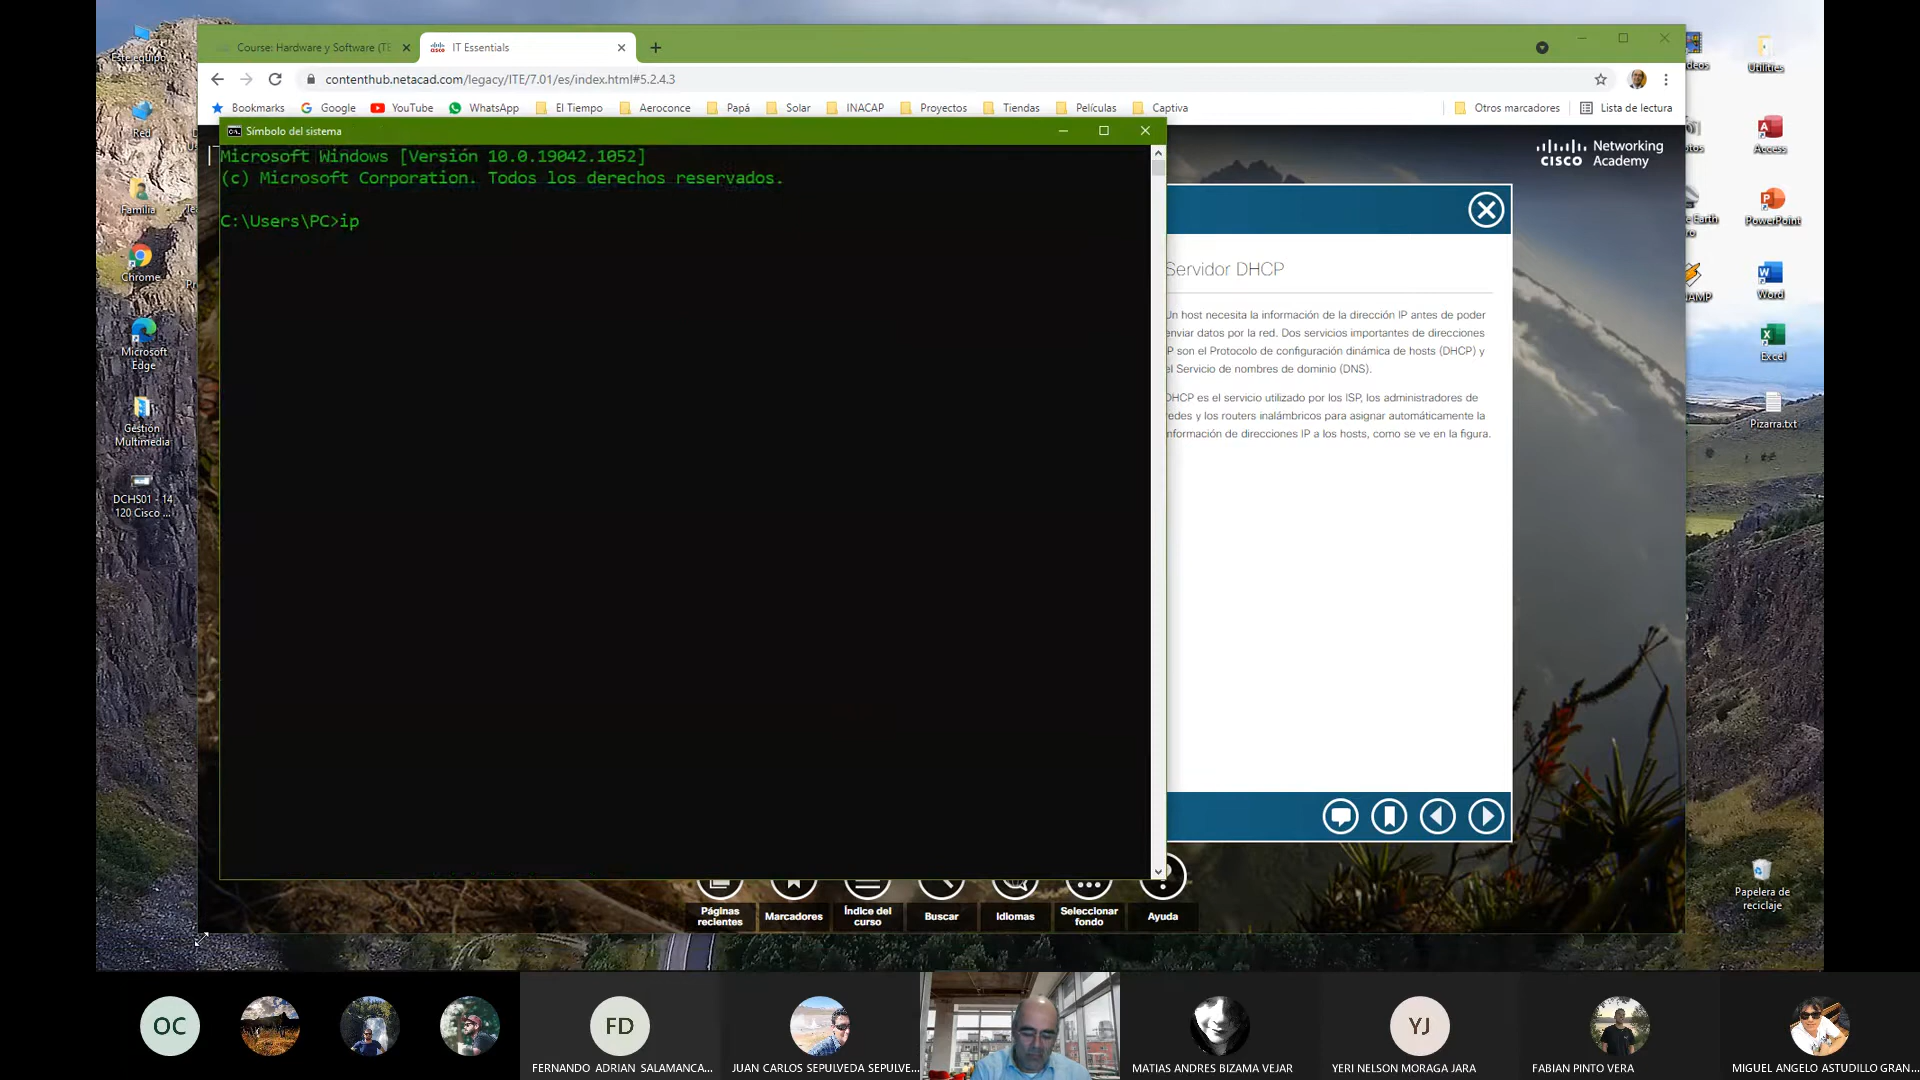 Course: Hardware y Software (TE
IT Essentials
contenthub.netacad.com/legacy/ITE/7.01/es/index.html#5.2.4.3
Bookmarks
Google
YouTube
WhatsApp
El Tiempo
Aeroconce
Papá
Solar
INACAP
Proyectos
Tiendas
Películas
Captiva
Otros marcadores
Lista de lectura
Símbolo del sistema
Microsoft Windows [Versión 10.0.19042.1052]
(c) Microsoft Corporation. Todos los derechos reservados.
C:\Users\PC>ip
Networking
CISCO Academy
Servidor DHCP
Un host necesita la información de la dirección IP antes de poder
enviar datos por la red. Dos servicios importantes de direcciones
IP son el Protocolo de configuración dinámica de hosts (DHCP) y
el Servicio de nombres de dominio (DNS).
DHCP es el servicio utilizado por los ISP, los administradores de
redes y los routers inalámbricos para asignar automáticamente la
información de direcciones IP a los hosts, como se ve en la figura.
Páginas
recientes
Marcadores
Índice del
curso
Buscar
Idiomas
Seleccionar
fondo
Ayuda
Este equipo
Red
Familia
Chrome
Microsoft
Edge
Gestión
Multimedia
DCHS01 - 14
120 Cisco ...
Utilities
Access
PowerPoint
Word
Excel
Pizarra.txt
Papelera de
reciclaje
OC
FD
FERNANDO ADRIAN SALAMANCA...
JUAN CARLOS SEPULVEDA SEPULVE...
MATIAS ANDRES BIZAMA VEJAR
YJ
YERI NELSON MORAGA JARA
FABIAN PINTO VERA
MIGUEL ANGELO ASTUDILLO GRAN...